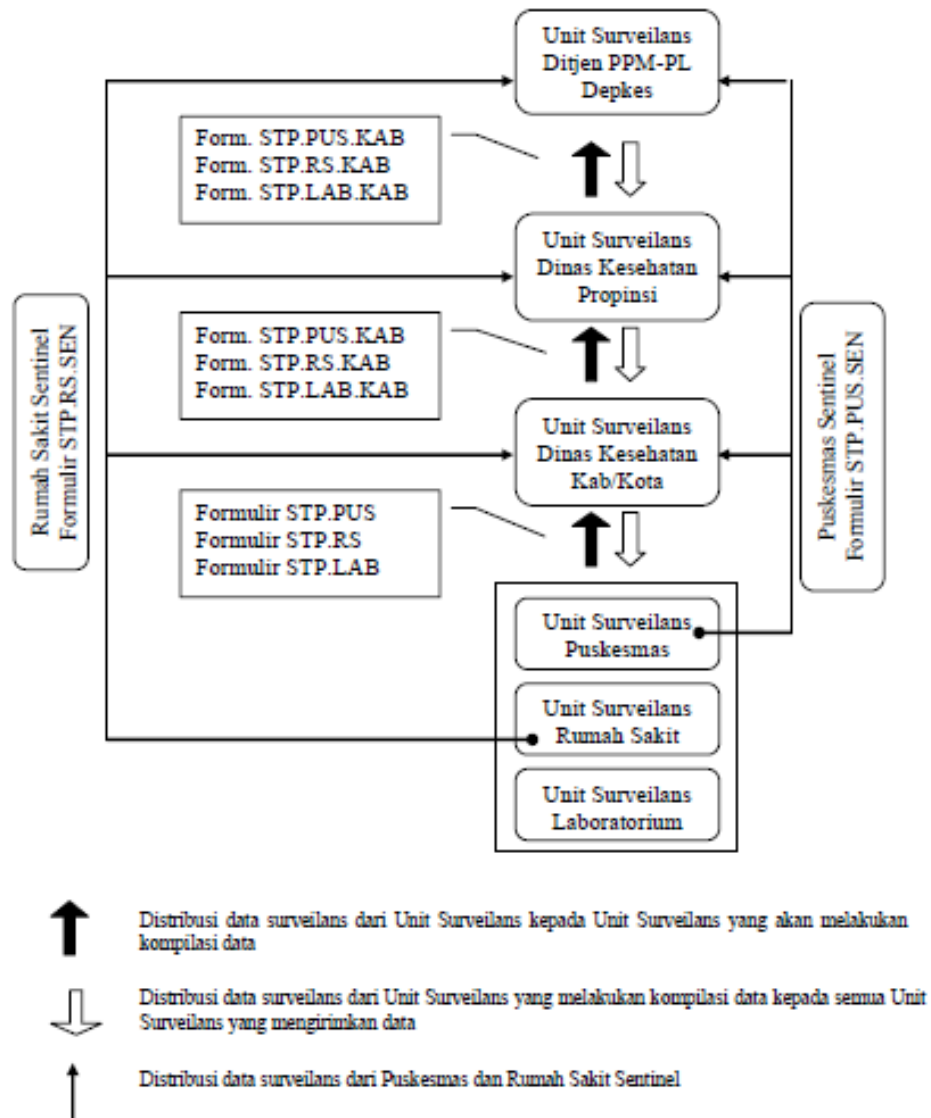 Unit Surveilans
Ditjen PPM-PL
Depkes
Form. STP.PUS.KAB
Form. STP.RS.KAB
Form. STP.LAB.KAB
Unit Surveilans
Dinas Kesehatan
Propinsi
Rumah Sakit Sentinel
Formulir STP.RS.SEN
Form. STP.PUS.KAB
Form. STP.RS.KAB
Form. STP.LAB.KAB
Puskesmas Sentinel
Formulir STP.PUS.SEN
Unit Surveilans
Dinas Kesehatan
Kab/Kota
Formulir STP.PUS
Formulir STP.RS
Formulir STP.LAB
Unit Surveilans
Puskesmas
Unit Surveilans
Rumah Sakit
Unit Surveilans
Laboratorium
Distribusi data surveilans dari Unit Surveilans kepada Unit Surveilans yang akan melakukan
kompilasi data
Distribusi data surveilans dari Unit Surveilans yang melakukan kompilasi data kepada semua Unit
Surveilans yang mengirimkan data
Distribusi data surveilans dari Puskesmas dan Rumah Sakit Sentinel